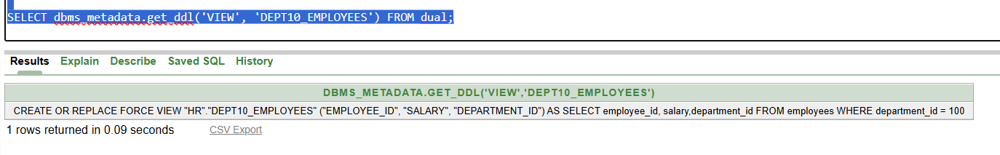 SELECT dbms_metadata.get_ddl('VIEW', 'DEPT10_EMPLOYEES') FROM dual;
Results Explain Describe Saved SQL History
DBMS_METADATA.GET_DDL('VIEW','DEPT10_EMPLOYEES')
CREATE OR REPLACE FORCE VIEW "HR"."DEPT10_EMPLOYEES" ("EMPLOYEE_ID", "SALARY", "DEPARTMENT_ID") AS SELECT employee_id, salary,department_id FROM employees WHERE department_id = 100
1 rows returned in 0.09 seconds CSV Export